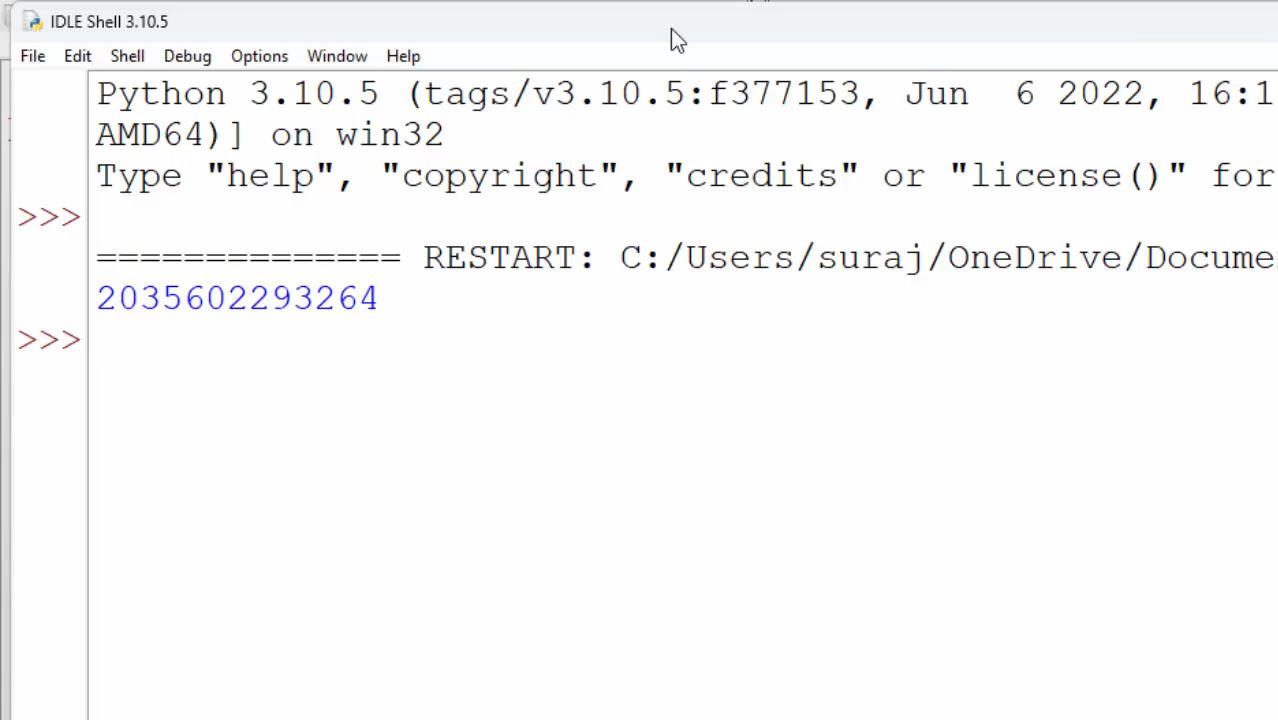 IDLE Shell 3.10.5
File Edit Shell Debug Options Window Help
Python 3.10.5 (tags/v3.10.5:f377153, Jun  6 2022, 16:1
AMD64)] on win32
Type "help", "copyright", "credits" or "license()" for
>>>
============== RESTART: C:/Users/suraj/OneDrive/Docume
2035602293264
>>>